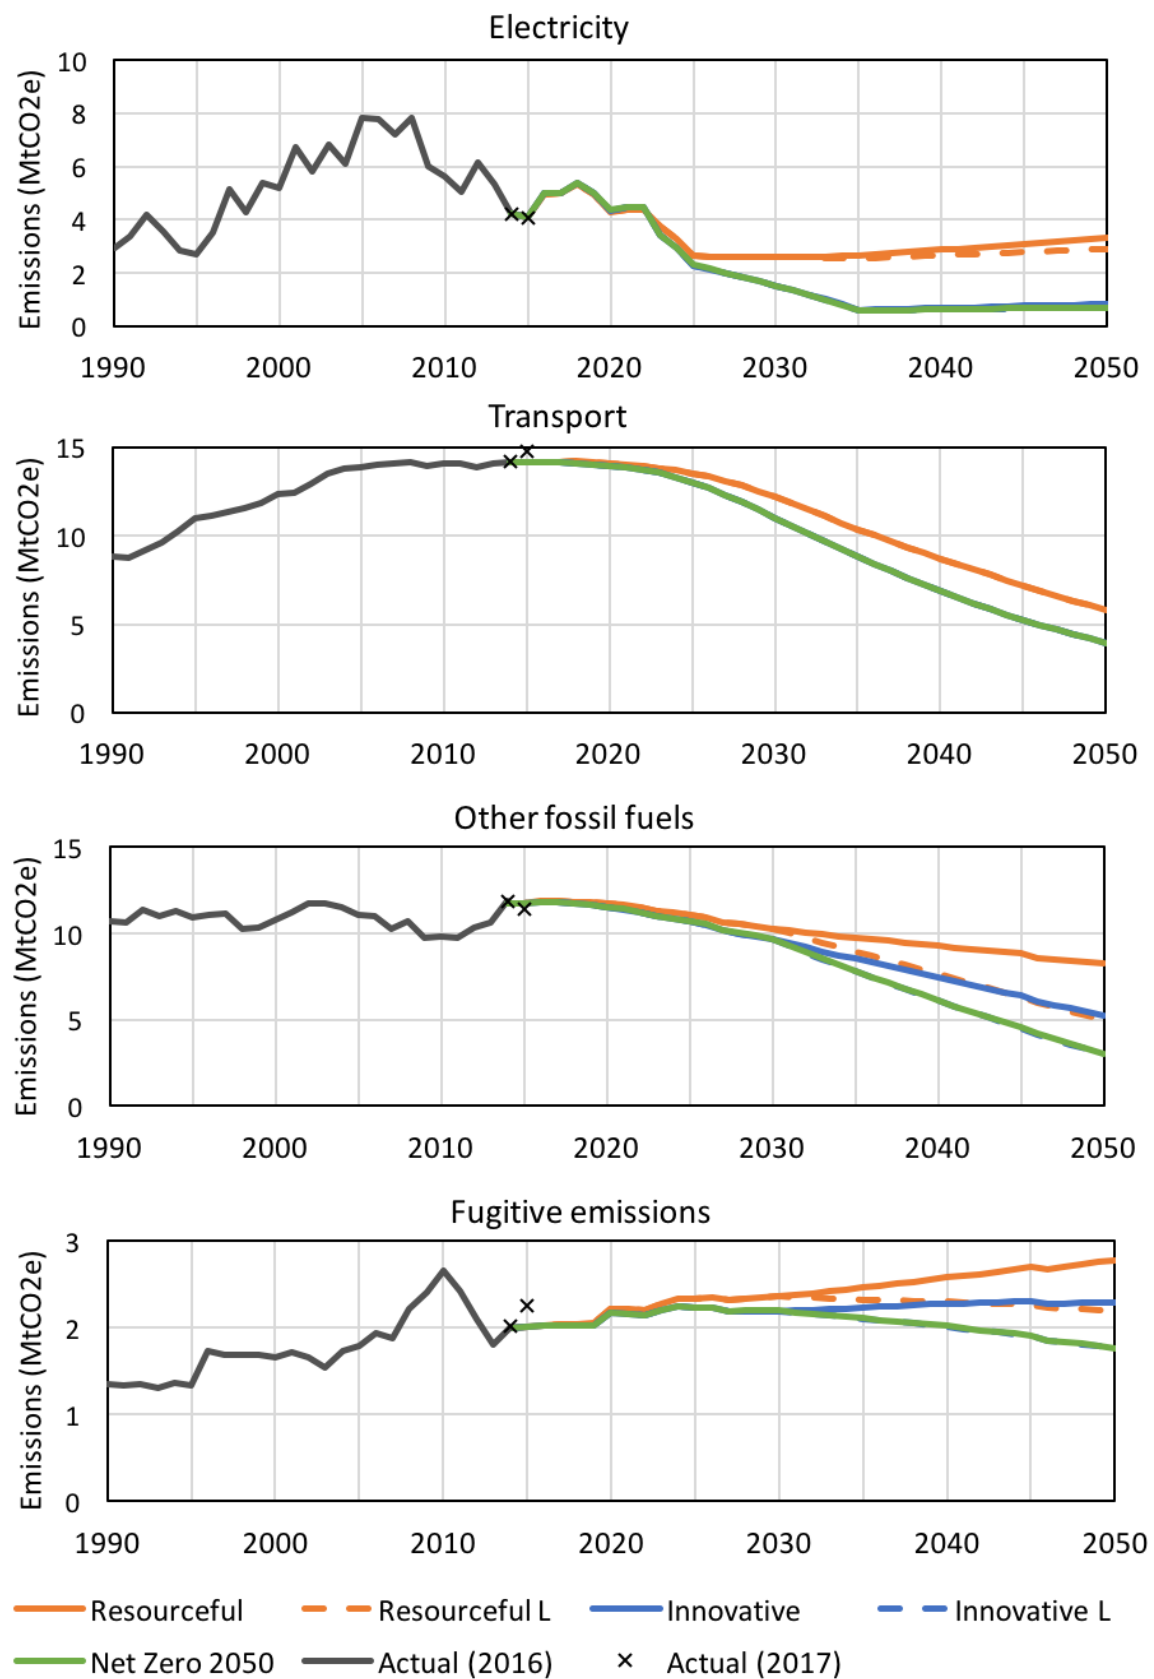 Electricity
Emissions (MtCO2e)
10
8
6
4
2
0
1990 2000 2010 2020 2030 2040 2050
Transport
Emissions (MtCO2e)
15
10
5
0
1990 2000 2010 2020 2030 2040 2050
Other fossil fuels
Emissions (MtCO2e)
15
10
5
0
1990 2000 2010 2020 2030 2040 2050
Fugitive emissions
Emissions (MtCO2e)
3
2
1
0
1990 2000 2010 2020 2030 2040 2050
Resourceful Resourceful L Innovative Innovative L
Net Zero 2050 Actual (2016) Actual (2017)